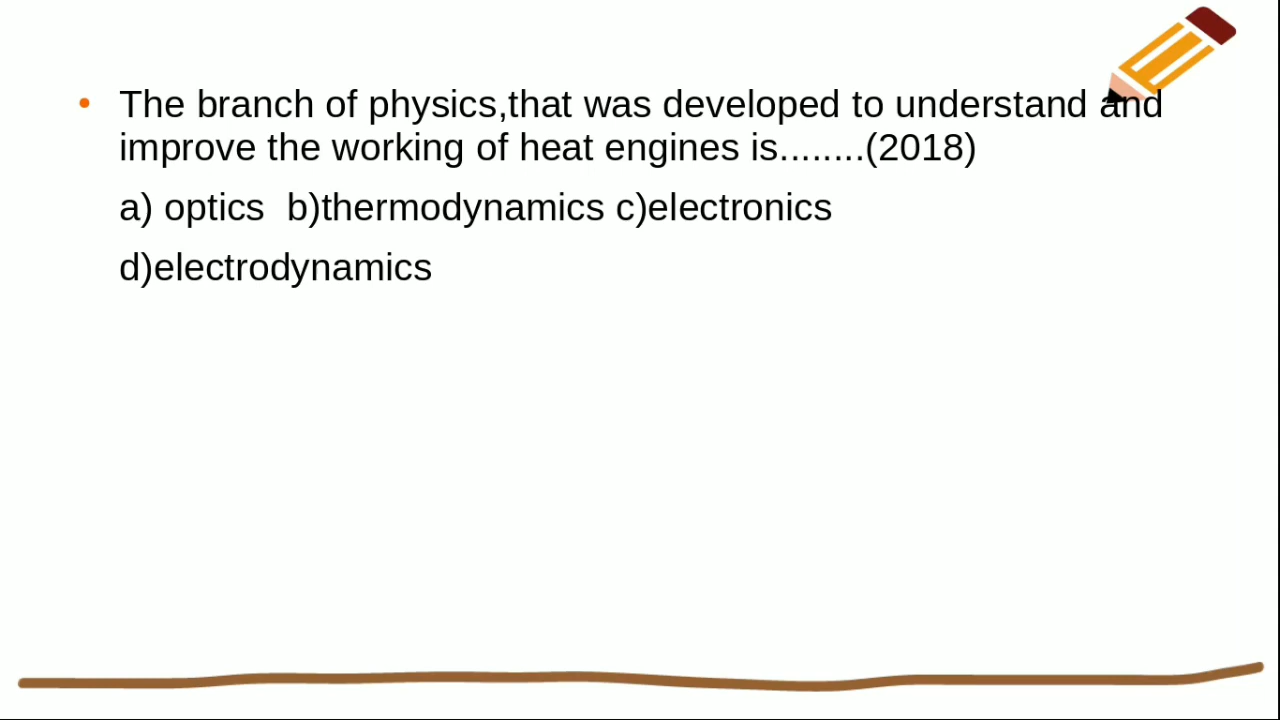 The branch of physics,that was developed to understand and
improve the working of heat engines is........(2018)
a) optics  b)thermodynamics c)electronics
d)electrodynamics